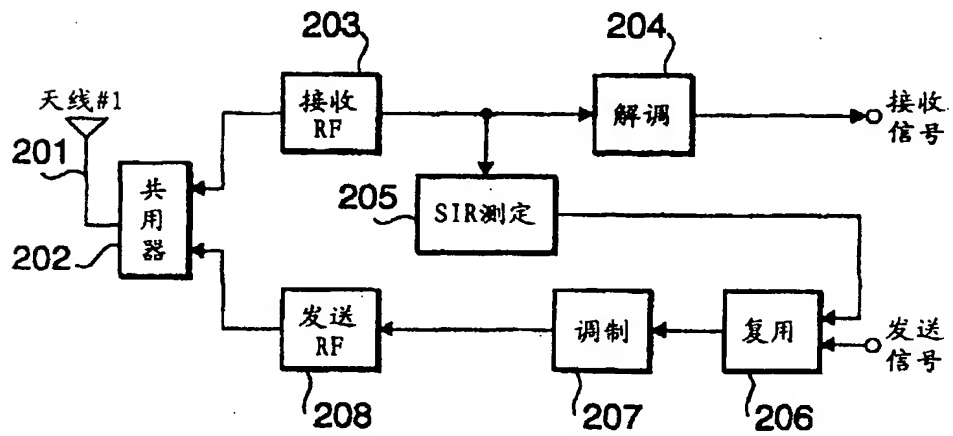 203
204
天线#1
接收
RF
解调
接收
信号
201
共
用
器
205
SIR测定
202
发送
RF
调制
复用
发送
信号
208
207
206